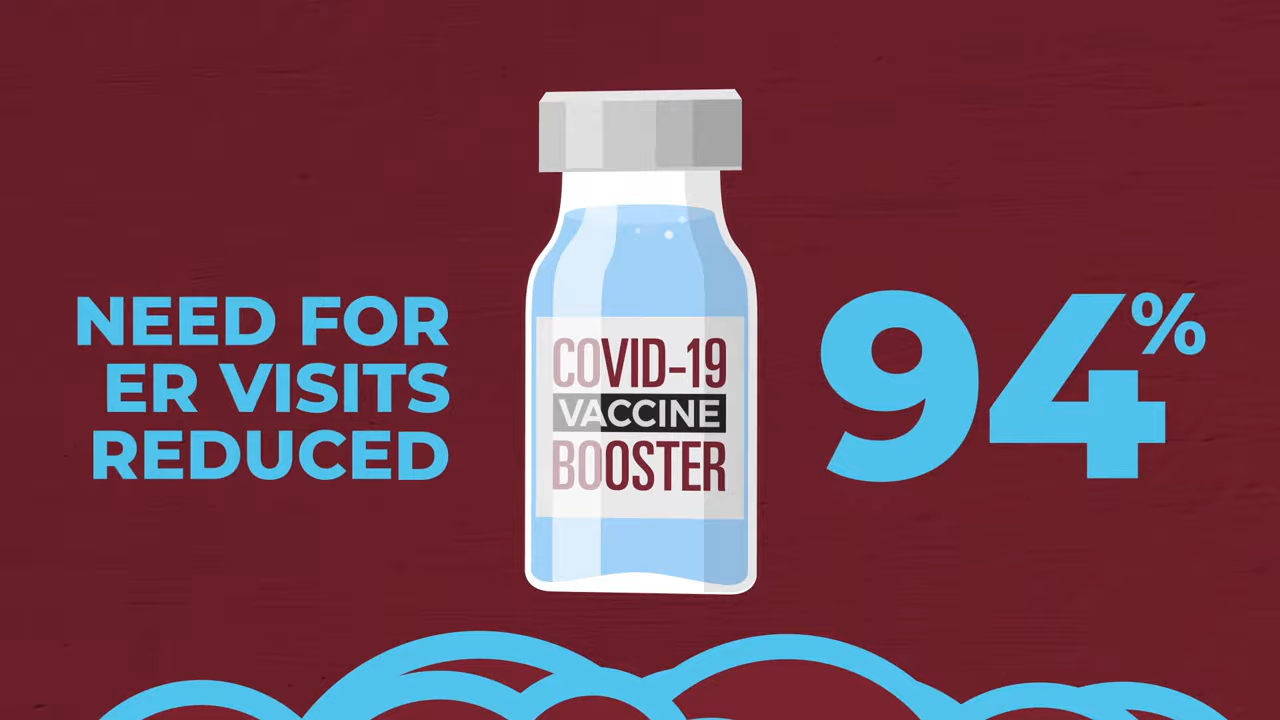 NEED FOR
ER VISITS
REDUCED
COVID-19
VACCINE
BOOSTER
94%